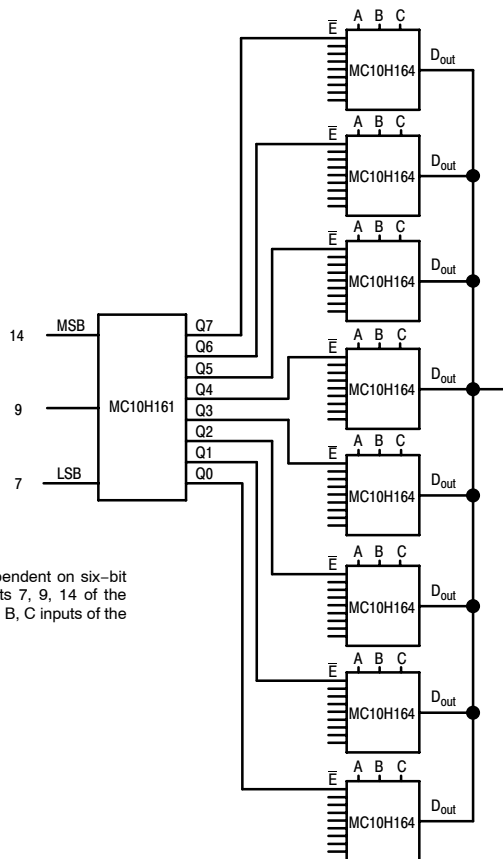 E A B C
MC10H164 Dout
E A B C
MC10H164 Dout
E A B C
MC10H164 Dout
14 MSB Q7
Q6
Q5
E A B C
Q4
MC10H164 Dout
9 MC10H161 Q3
Q2
E A B C
Q1
7 LSB Q0
MC10H164 Dout
E A B C
pendent on six–bit
ts 7, 9, 14 of the
B, C inputs of the
MC10H164 Dout
E A B C
MC10H164 Dout
E A B C
MC10H164 Dout